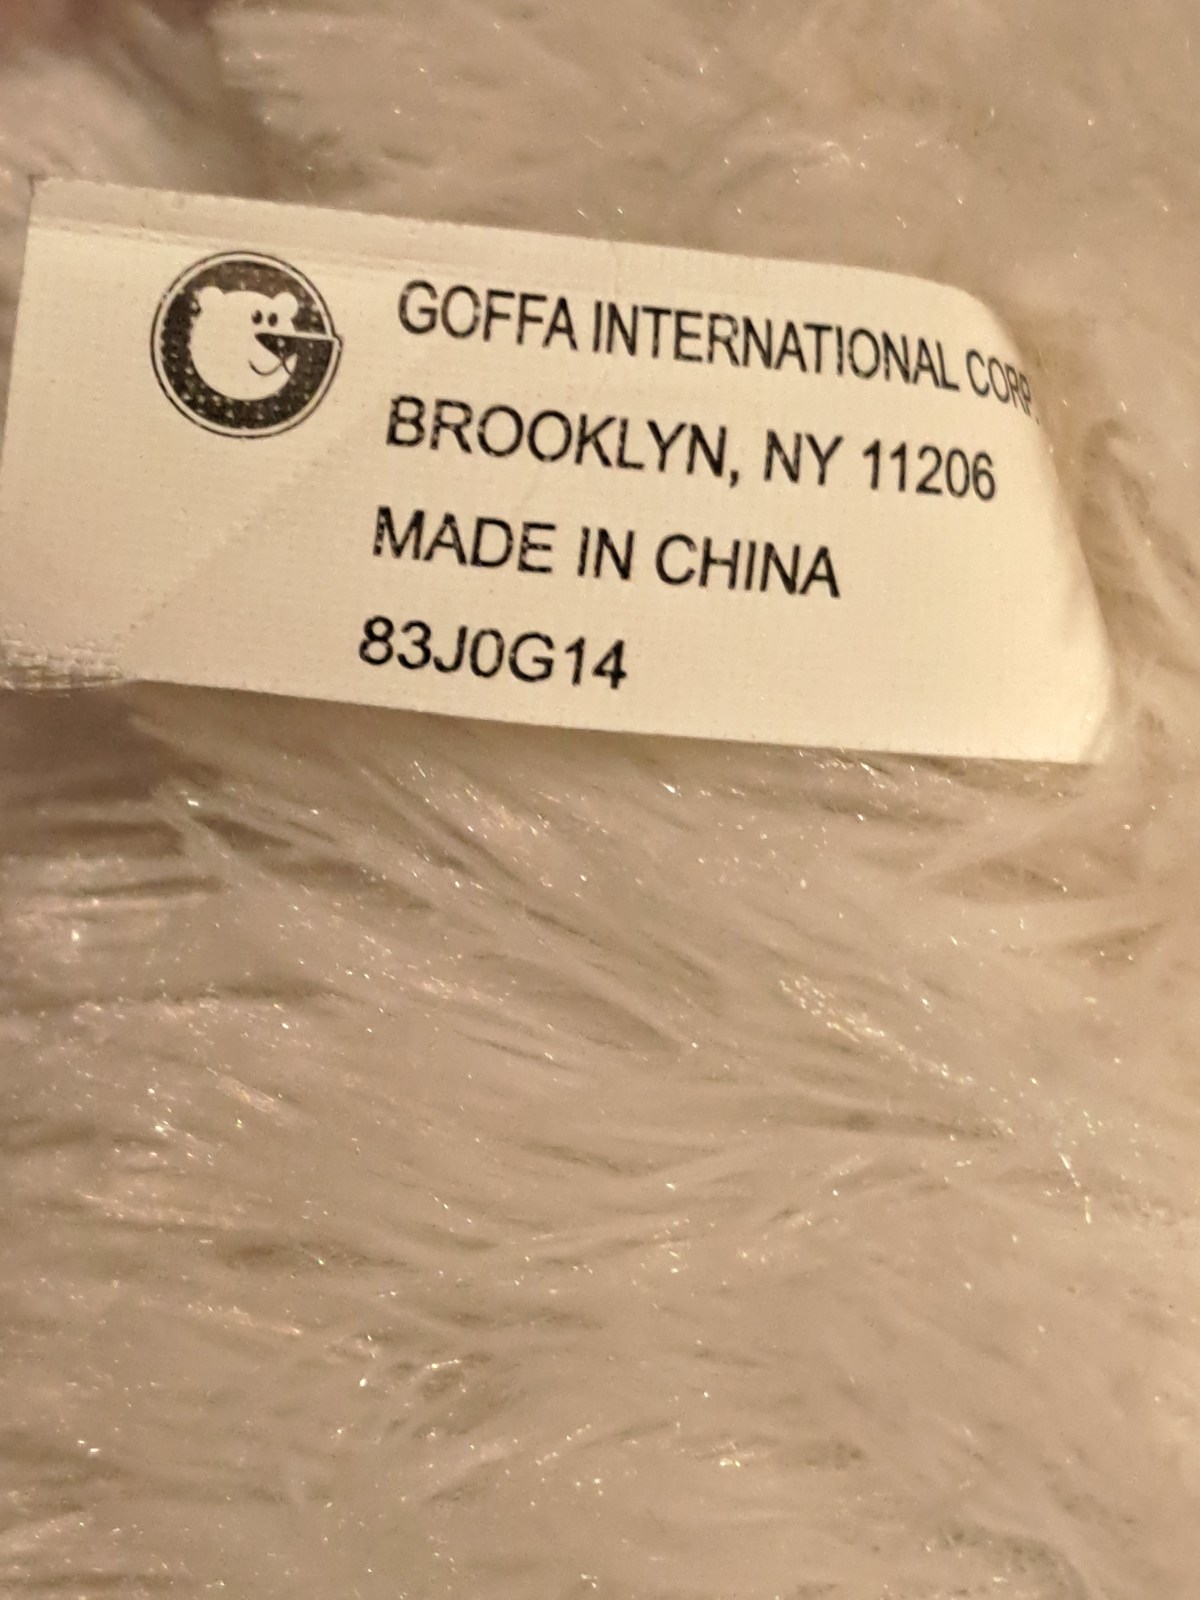 GOFFA INTERNATIONAL CORP.
BROOKLYN, NY 11206
MADE IN CHINA
83J0G14